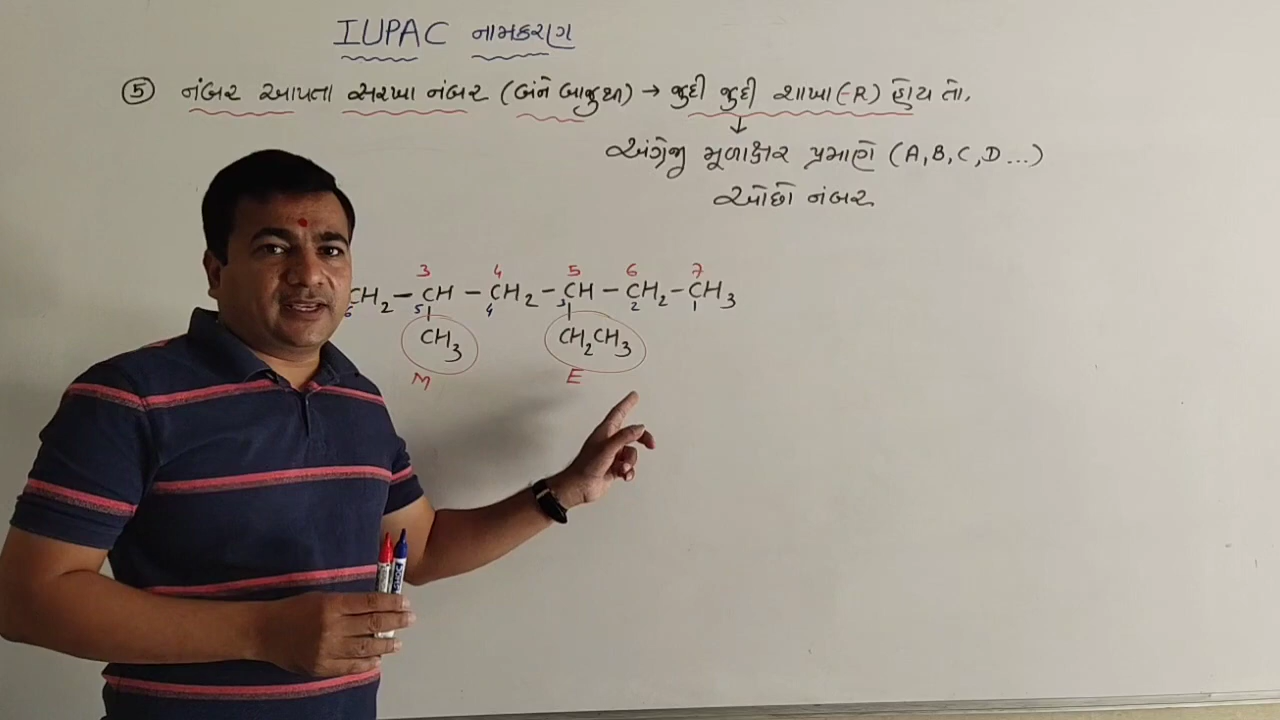 IUPAC નામકરણ
⑤ નંબર આપતા સરખા નંબર (બંને બાજુથી) → જુદી જુદી શાખા (-R) હોય તો.
↓
અંગ્રેજી મૂળાક્ષર પ્રમાણે (A, B, C, D ...)
ઓછો નંબર
3 4 5 6 7
CH₂ – CH – CH₂ – CH – CH₂ – CH₃
6 5 4 3 2 1
CH₃ CH₂CH₃
M E